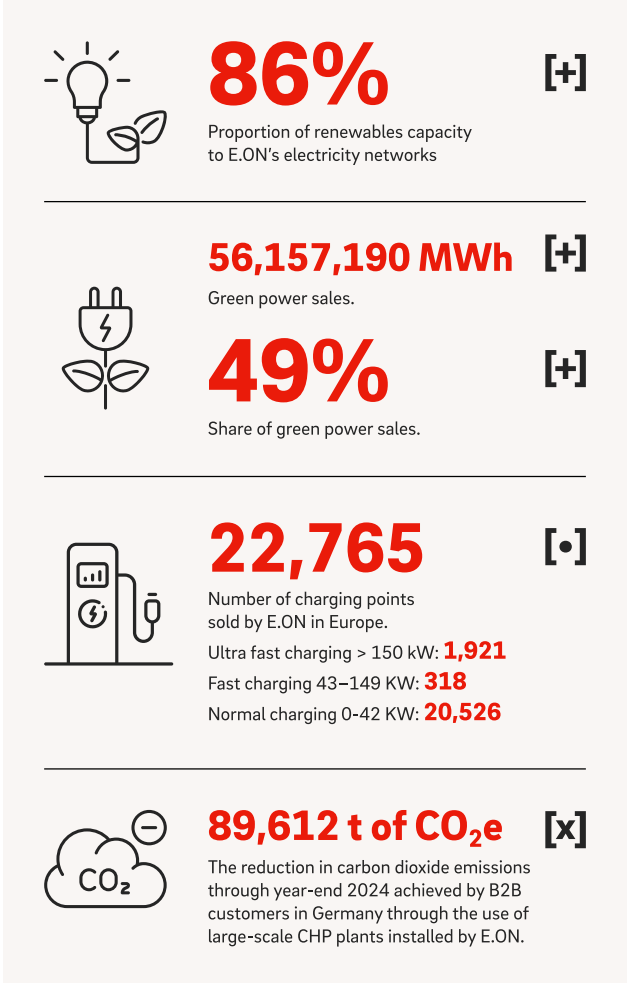 86%
[+]
Proportion of renewables capacity
to E.ON's electricity networks
56,157,190 MWh
[+]
Green power sales.
49%
[+]
Share of green power sales.
22,765
[•]
Number of charging points
sold by E.ON in Europe.
Ultra fast charging > 150 kW: 1,921
Fast charging 43–149 KW: 318
Normal charging 0-42 KW: 20,526
CO₂
89,612 t of CO₂e
[x]
The reduction in carbon dioxide emissions
through year-end 2024 achieved by B2B
customers in Germany through the use of
large-scale CHP plants installed by E.ON.